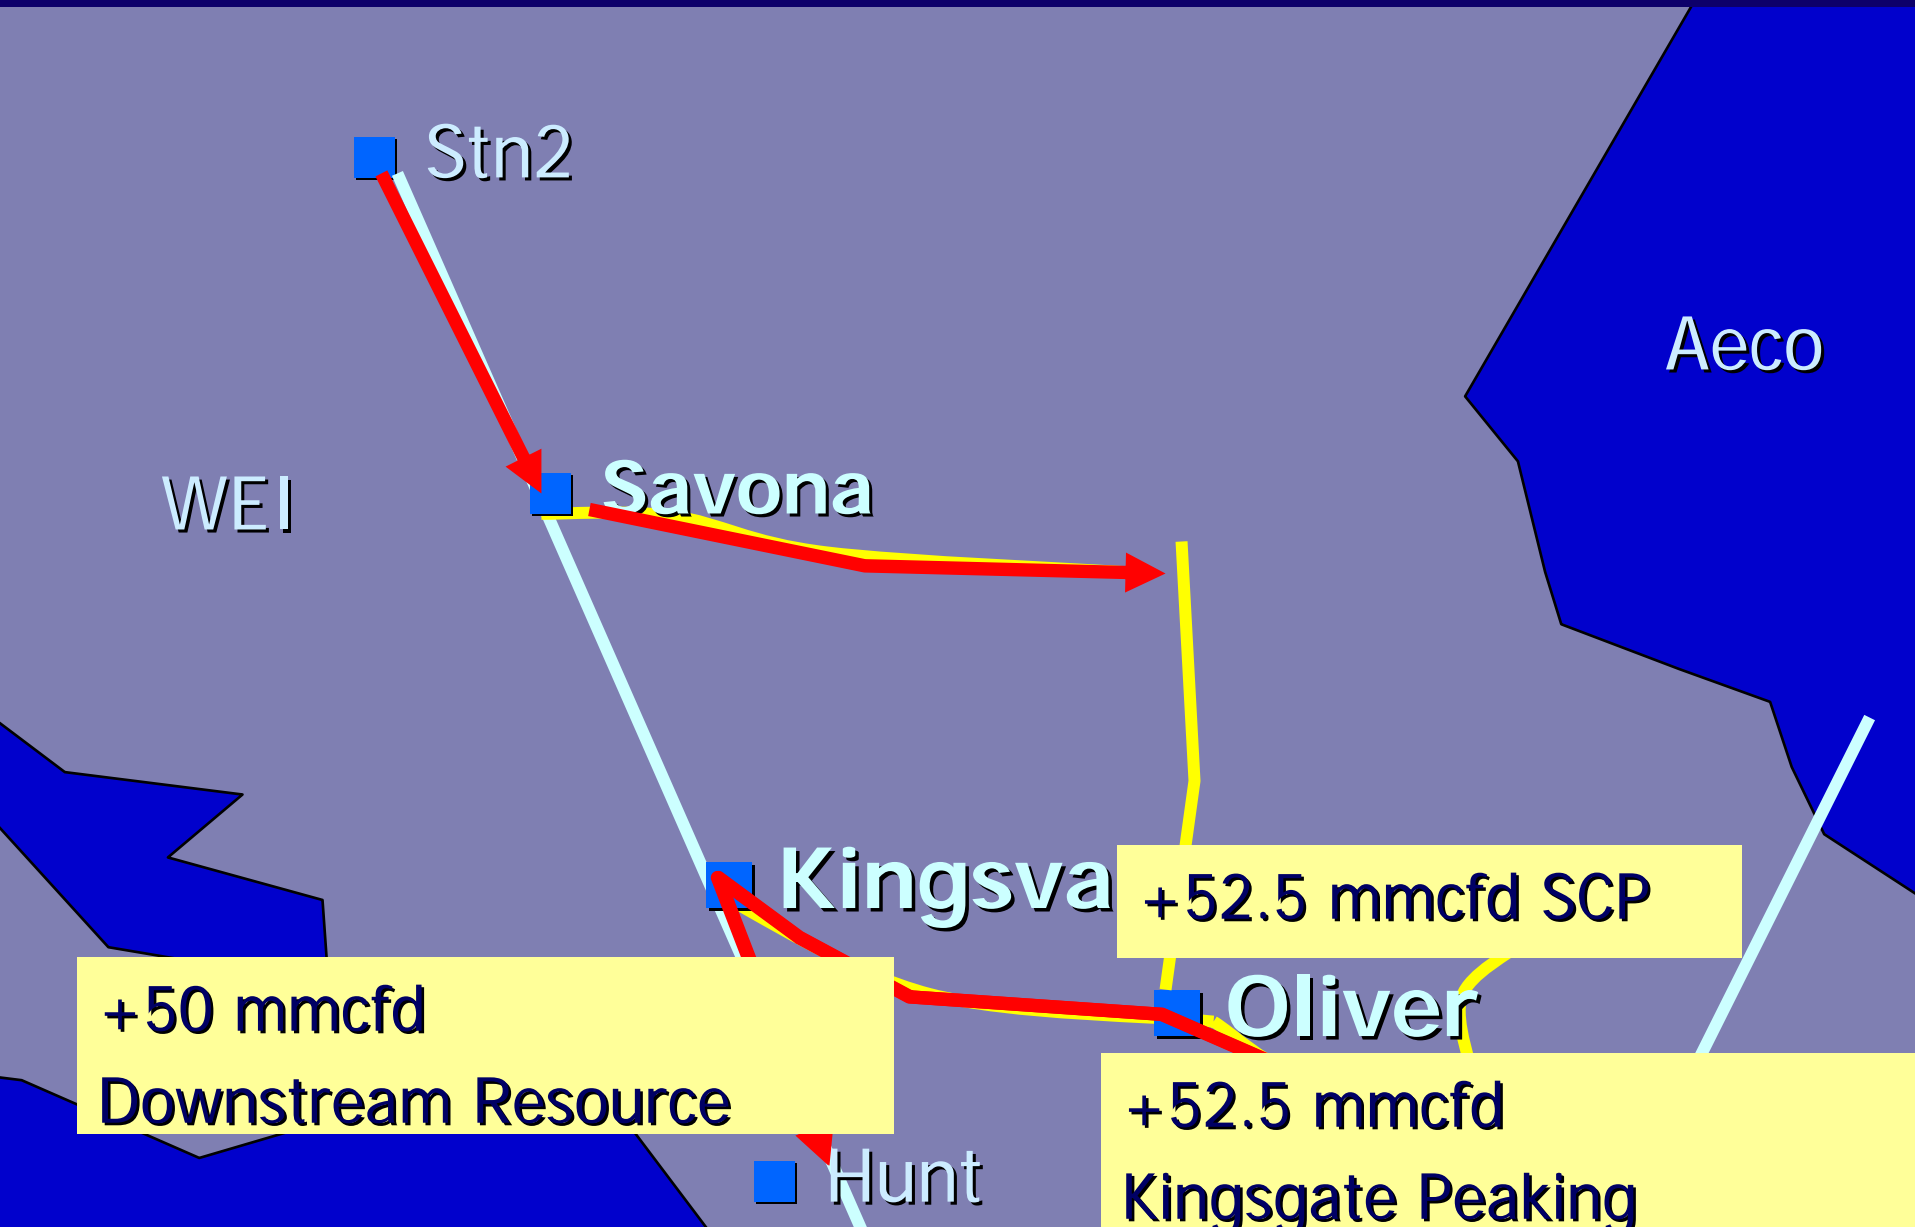 Stn2
Aeco
WEI
Savona
Kingsva
+52.5 mmcfd SCP
+50 mmcfd
Downstream Resource
Oliver
+52.5 mmcfd
Kingsgate Peaking
Hunt